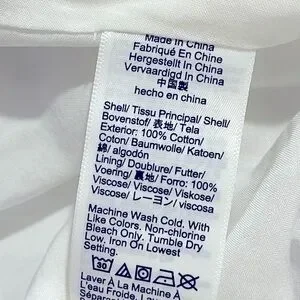 Made In China
Fabriqué En Chine
Hergestellt In China
Vervaardigd In China
中国製
hecho en china
Shell/ Tissu Principal/ Shell/
Bovenstof/ 表地/ Tela
Exterior: 100% Cotton/
Coton/ Baumwolle/ Katoen/
綿/ algodón
Lining/ Doublure/ Futter/
Voering/ 裏地/ Forro: 100%
Viscose/ Viscose/ Viskose/
Viscose/ レーヨン/ viscosa
Machine Wash Cold. With
Like Colors. Non-chlorine
Bleach Only. Tumble Dry
Low. Iron On Lowest
Setting.
30
Laver À La Machine À
L'eau Froide.